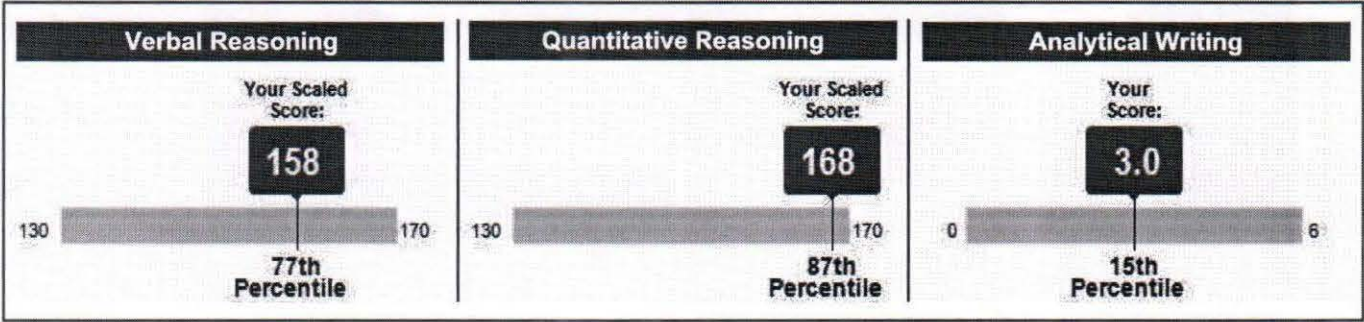 Verbal Reasoning
Your Scaled
Score:
158
130
170
77th
Percentile
Quantitative Reasoning
Your Scaled
Score:
168
130
170
87th
Percentile
Analytical Writing
Your
Score:
3.0
0
6
15th
Percentile